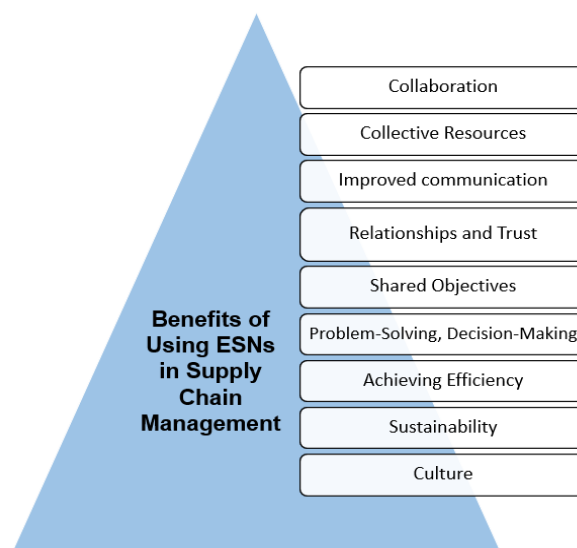 Collaboration
Collective Resources
Improved communication
Relationships and Trust
Shared Objectives
Problem-Solving, Decision-Making
Achieving Efficiency
Sustainability
Culture
Benefits of
Using ESNs
in Supply
Chain
Management